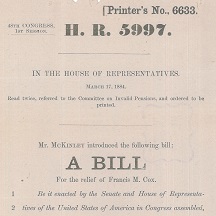 [Printer's No., 6633.
48TH CONGRESS,
1ST SESSION.
H. R. 5997.
IN THE HOUSE OF REPRESENTATIVES.
MARCH 17, 1884.
Read twice, referred to the Committee on Invalid Pensions, and ordered to be
printed.
Mr. MCKINLEY introduced the following bill:
A BILL
For the relief of Francis M. Cox.
1 Be it enacted by the Senate and House of Representa-
2 tives of the United States of America in Congress assembled,